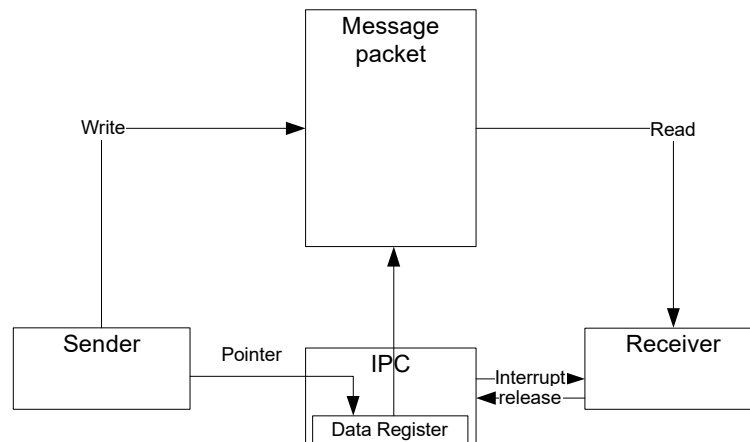 Message
packet
Write
Read
Sender
Pointer
IPC
Interrupt
release
Receiver
Data Register